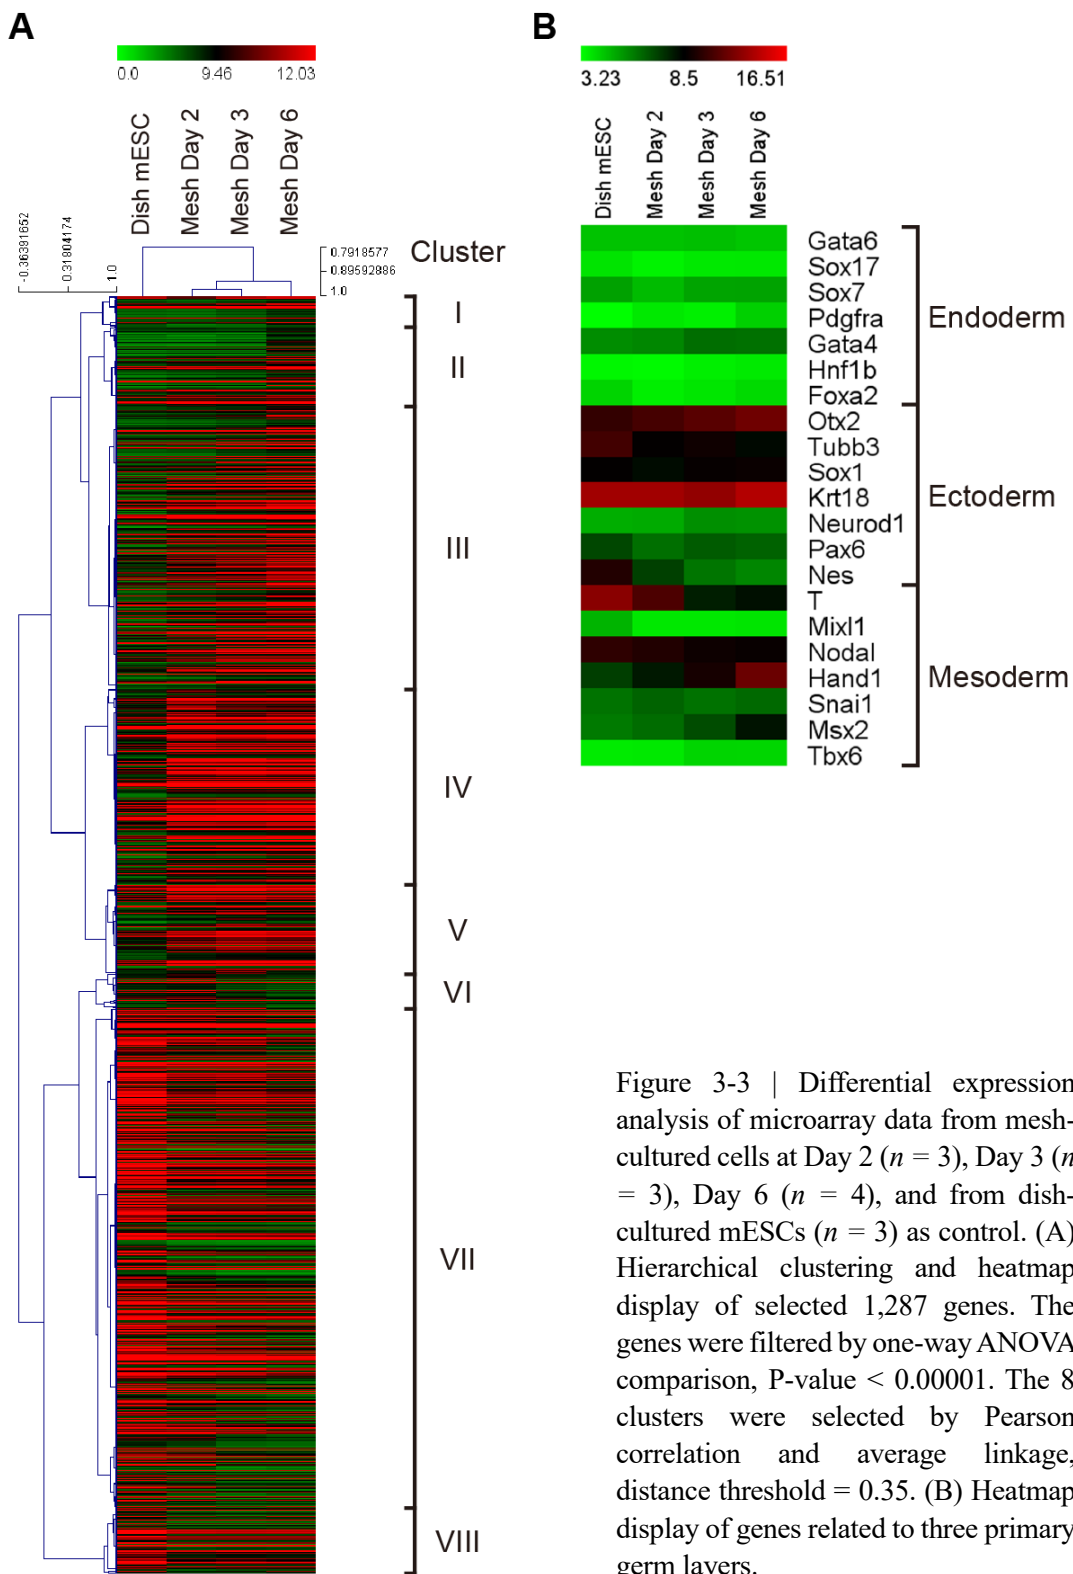 A
B
0.0 9.46 12.03
3.23 8.5 16.51
Dish mESC
Mesh Day 2
Mesh Day 3
Mesh Day 6
Dish mESC
Mesh Day 2
Mesh Day 3
Mesh Day 6
-0.36391652
0.31804174
1.0
0.7918577
0.89592886
1.0
Cluster
I
II
III
IV
V
VI
VII
VIII
Gata6
Sox17
Sox7
Pdgfra
Gata4
Hnf1b
Foxa2
Otx2
Tubb3
Sox1
Krt18
Neurod1
Pax6
Nes
T
Mixl1
Nodal
Hand1
Snai1
Msx2
Tbx6
Endoderm
Ectoderm
Mesoderm
Figure 3-3 | Differential expression
analysis of microarray data from mesh-
cultured cells at Day 2 (n = 3), Day 3 (n
= 3), Day 6 (n = 4), and from dish-
cultured mESCs (n = 3) as control. (A)
Hierarchical clustering and heatmap
display of selected 1,287 genes. The
genes were filtered by one-way ANOVA
comparison, P-value < 0.00001. The 8
clusters were selected by Pearson
correlation and average linkage,
distance threshold = 0.35. (B) Heatmap
display of genes related to three primary
germ layers.